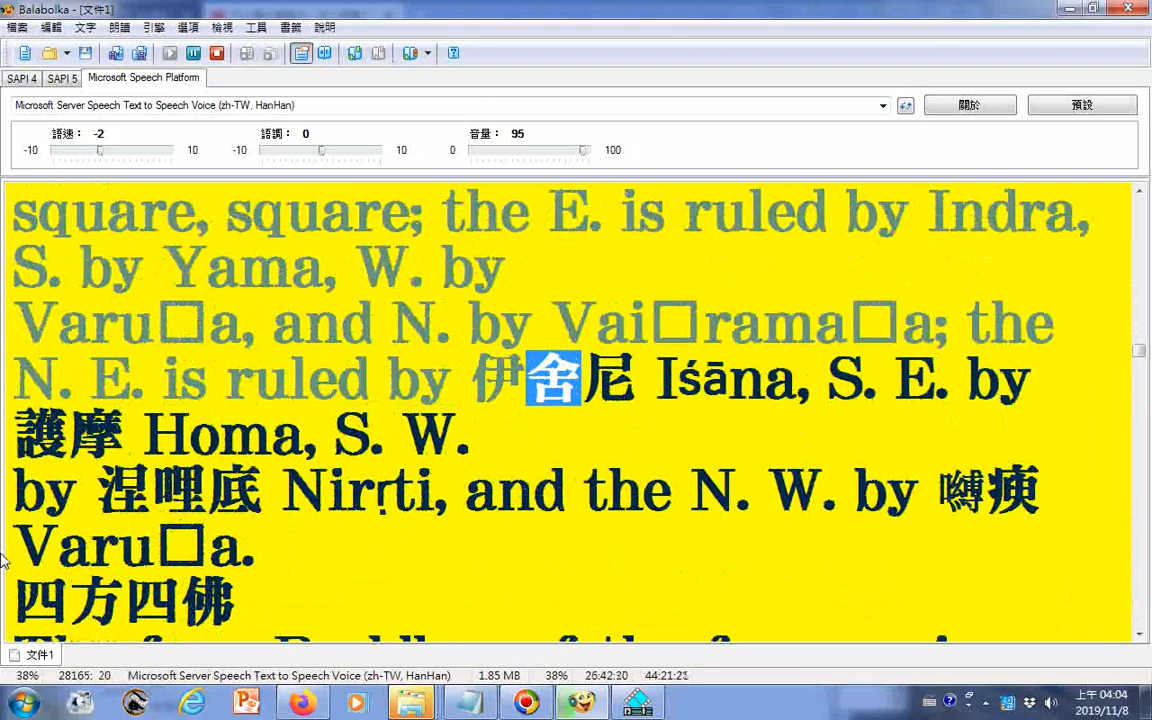 Balabolka - [文件1]
檔案 編輯 文字 朗讀 引擎 選項 檢視 工具 書籤 說明
SAPI 4 SAPI 5 Microsoft Speech Platform
Microsoft Server Speech Text to Speech Voice (zh-TW, HanHan) 關於 預設
語速： -2 語調： 0 音量： 95
-10 10 -10 10 0 100
square, square; the E. is ruled by Indra,
S. by Yama, W. by
Varu□a, and N. by Vai□rama□a; the
N. E. is ruled by 伊舍尼 Iśāna, S. E. by
護摩 Homa, S. W.
by 涅哩底 Nirṛti, and the N. W. by 嚩㾐
Varu□a.
四方四佛
文件1
38% 28165: 20 Microsoft Server Speech Text to Speech Voice (zh-TW, HanHan) 1.85 MB 38% 26:42:30 44:21:21
上午 04:04
2019/11/8